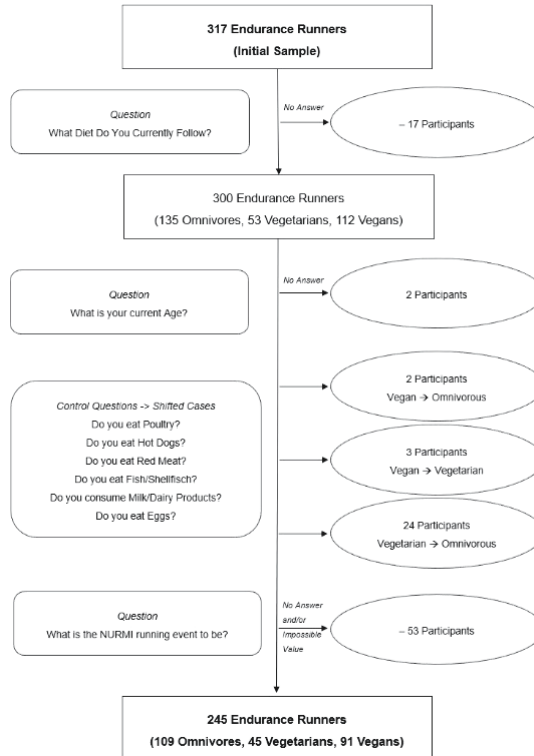 317 Endurance Runners
(Initial Sample)
Question
What Diet Do You Currently Follow?
No Answer
– 17 Participants
300 Endurance Runners
(135 Omnivores, 53 Vegetarians, 112 Vegans)
Question
What is your current Age?
No Answer
2 Participants
Control Questions -> Shifted Cases
Do you eat Poultry?
Do you eat Hot Dogs?
Do you eat Red Meat?
Do you eat Fish/Shellfisch?
Do you consume Milk/Dairy Products?
Do you eat Eggs?
2 Participants
Vegan → Omnivorous
3 Participants
Vegan → Vegetarian
24 Participants
Vegetarian → Omnivorous
Question
What is the NURMI running event to be?
No Answer
and/or
Impossible
Value
– 53 Participants
245 Endurance Runners
(109 Omnivores, 45 Vegetarians, 91 Vegans)